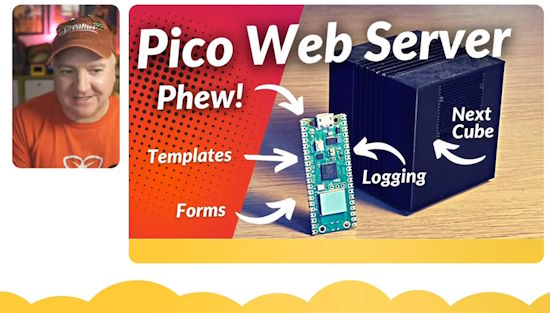 Pico Web Server
Phew!
Templates
Forms
Logging
Next
Cube